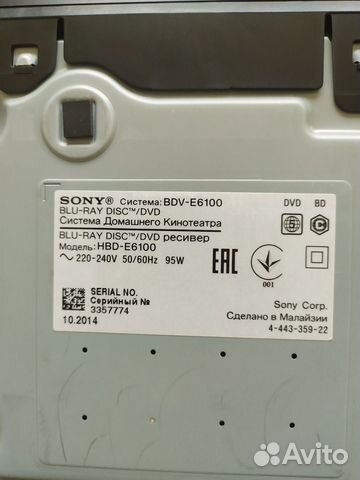 SONY® Система: BDV-E6100
BLU-RAY DISC™/DVD
Система Домашнего Кинотеатра
BLU-RAY DISC™/DVD ресивер
Модель: HBD-E6100
~ 220-240V 50/60Hz 95W
DVD BD
5 C
EAC
001
SERIAL NO.
Серийный №
3357774
10.2014
Sony Corp.
Сделано в Малайзии
4-443-359-22
Avito